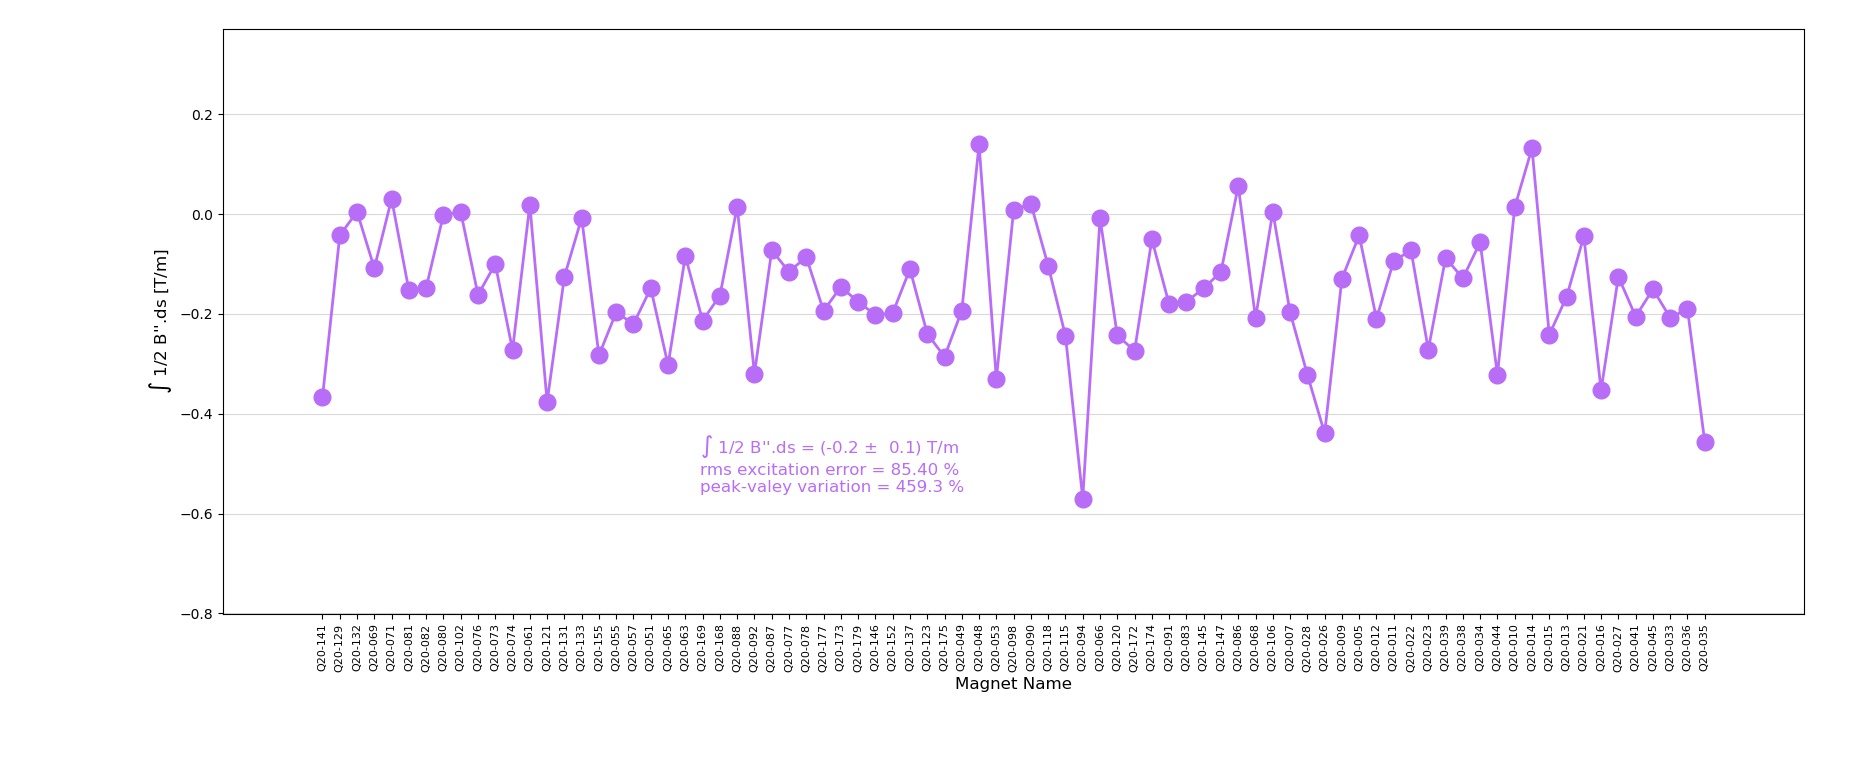 0.2
0.0
−0.2
−0.4
−0.6
−0.8
∫ 1/2 B''.ds [T/m]
∫ 1/2 B''.ds = (-0.2 ±  0.1) T/m
rms excitation error = 85.40 %
peak-valey variation = 459.3 %
Q20-141
Q20-129
Q20-132
Q20-069
Q20-071
Q20-081
Q20-082
Q20-080
Q20-102
Q20-076
Q20-073
Q20-074
Q20-061
Q20-121
Q20-131
Q20-133
Q20-155
Q20-055
Q20-057
Q20-051
Q20-065
Q20-063
Q20-169
Q20-168
Q20-088
Q20-092
Q20-087
Q20-077
Q20-078
Q20-177
Q20-173
Q20-179
Q20-146
Q20-152
Q20-137
Q20-123
Q20-175
Q20-049
Q20-048
Q20-053
Q20-098
Q20-090
Q20-118
Q20-115
Q20-094
Q20-066
Q20-120
Q20-172
Q20-174
Q20-091
Q20-083
Q20-145
Q20-147
Q20-086
Q20-068
Q20-106
Q20-007
Q20-028
Q20-026
Q20-009
Q20-005
Q20-012
Q20-011
Q20-022
Q20-023
Q20-039
Q20-038
Q20-034
Q20-044
Q20-010
Q20-014
Q20-015
Q20-013
Q20-021
Q20-016
Q20-027
Q20-041
Q20-045
Q20-033
Q20-036
Q20-035
Magnet Name